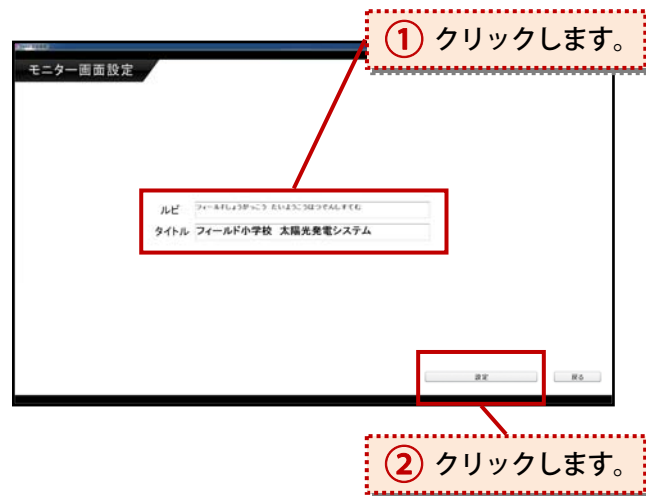 ① クリックします。
モニター画面設定
ルビ フィールドしょうがっこう たいようこうはつでんしすてむ
タイトル フィールド小学校 太陽光発電システム
設定 戻る
② クリックします。